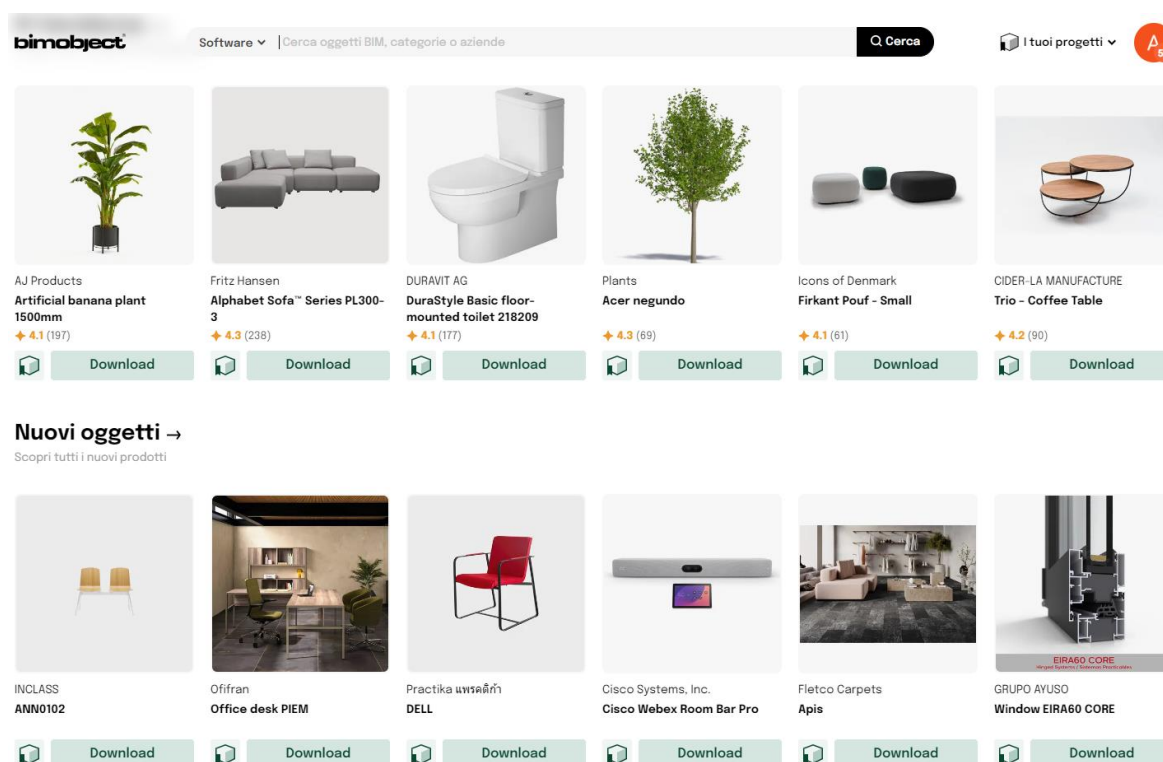 bimobject
Software Cerca oggetti BIM, categorie o aziende Cerca I tuoi progetti
AJ Products
Artificial banana plant
1500mm
4.1 (197)
Download
Fritz Hansen
Alphabet Sofa™ Series PL300-
3
4.3 (238)
Download
DURAVIT AG
DuraStyle Basic floor-
mounted toilet 218209
4.1 (177)
Download
Plants
Acer negundo
4.3 (69)
Download
Icons of Denmark
Firkant Pouf - Small
4.1 (61)
Download
CIDER-LA MANUFACTURE
Trio - Coffee Table
4.2 (90)
Download
Nuovi oggetti →
Scopri tutti i nuovi prodotti
INCLASS
ANN0102
Download
Ofifran
Office desk PIEM
Download
Practika แพรคติก้า
DELL
Download
Cisco Systems, Inc.
Cisco Webex Room Bar Pro
Download
Fletco Carpets
Apis
Download
EIRA60 CORE
GRUPO AYUSO
Window EIRA60 CORE
Download